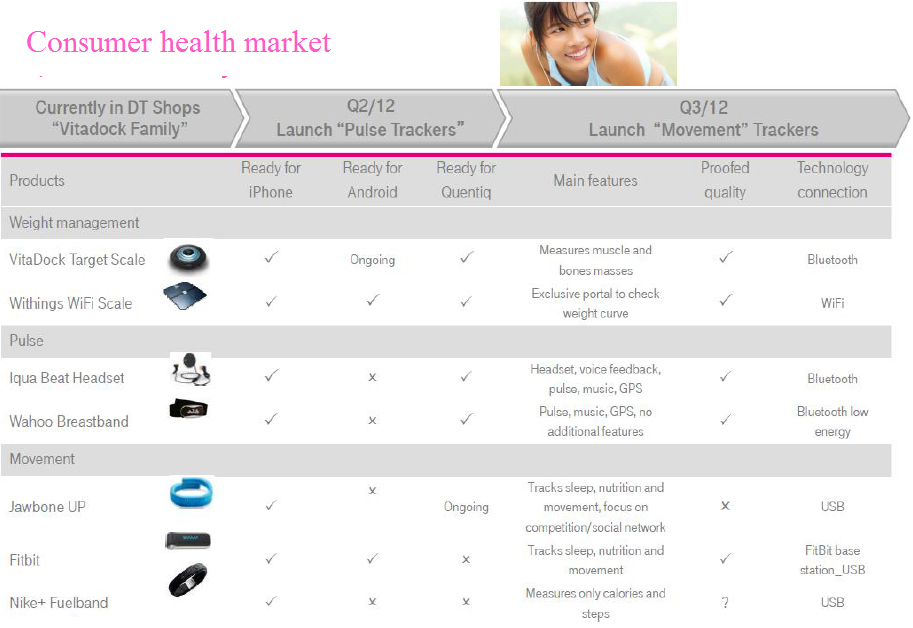 Consumer health market
Currently in DT Shops
"Vitadock Family"
Q2/12
Launch "Pulse Trackers"
Q3/12
Launch "Movement" Trackers
Products
Ready for
iPhone
Ready for
Android
Ready for
Quentiq
Main features
Proofed
quality
Technology
connection
Weight management
VitaDock Target Scale
✓
Ongoing
✓
Measures muscle and
bones masses
✓
Bluetooth
Withings WiFi Scale
✓
✓
✓
Exclusive portal to check
weight curve
✓
WiFi
Pulse
Iqua Beat Headset
✓
x
✓
Headset, voice feedback,
pulse, music, GPS
✓
Bluetooth
Wahoo Breastband
✓
x
✓
Pulse, music, GPS, no
additional features
✓
Bluetooth low
energy
Movement
Jawbone UP
✓
x
Ongoing
Tracks sleep, nutrition and
movement, focus on
competition/social network
x
USB
Fitbit
✓
✓
x
Tracks sleep, nutrition and
movement
✓
FitBit base
station_USB
Nike+ Fuelband
✓
x
x
Measures only calories and
steps
?
USB